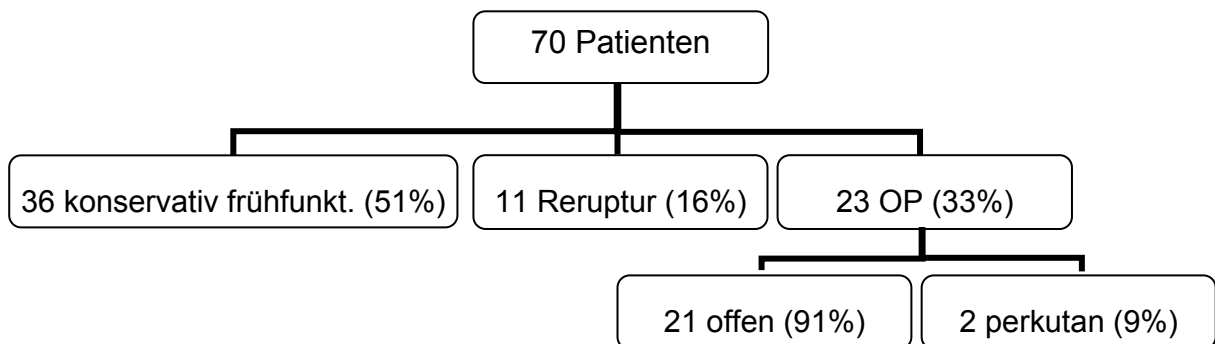 70 Patienten
36 konservativ frühfunkt. (51%)
11 Reruptur (16%)
23 OP (33%)
21 offen (91%)
2 perkutan (9%)